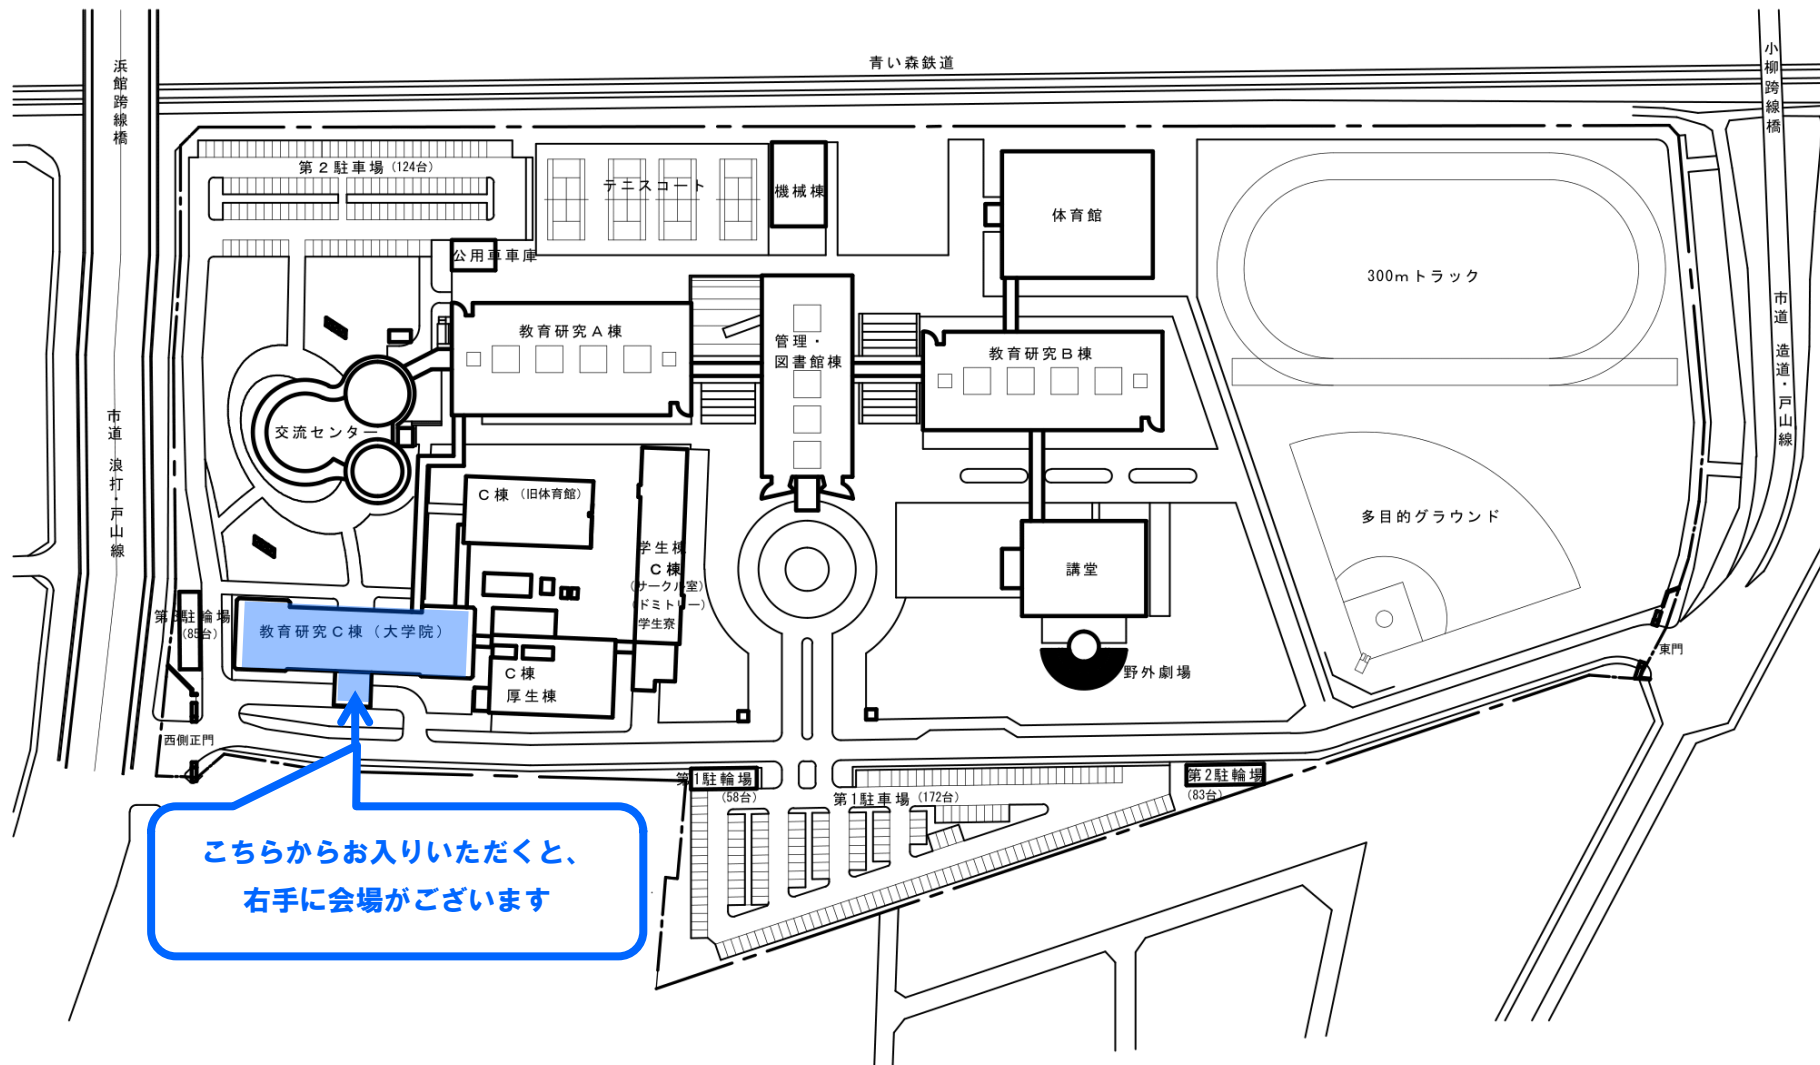 青い森鉄道
浜館跨線橋
小柳跨線橋
第2駐車場(124台)
テニスコート
機械棟
体育館
公用車車庫
300mトラック
教育研究A棟
管理・
図書館棟
教育研究B棟
市道 造道・戸山線
市道 浪打・戸山線
交流センター
C棟(旧体育館)
多目的グラウンド
学生棟
C棟
(サークル室)
(ドミトリー)
学生寮
講堂
第3駐輪場
(85台)
教育研究C棟(大学院)
C棟
厚生棟
野外劇場
東門
西側正門
第1駐輪場
(58台)
第1駐車場(172台)
第2駐輪場
(83台)
こちらからお入りいただくと、
右手に会場がございます